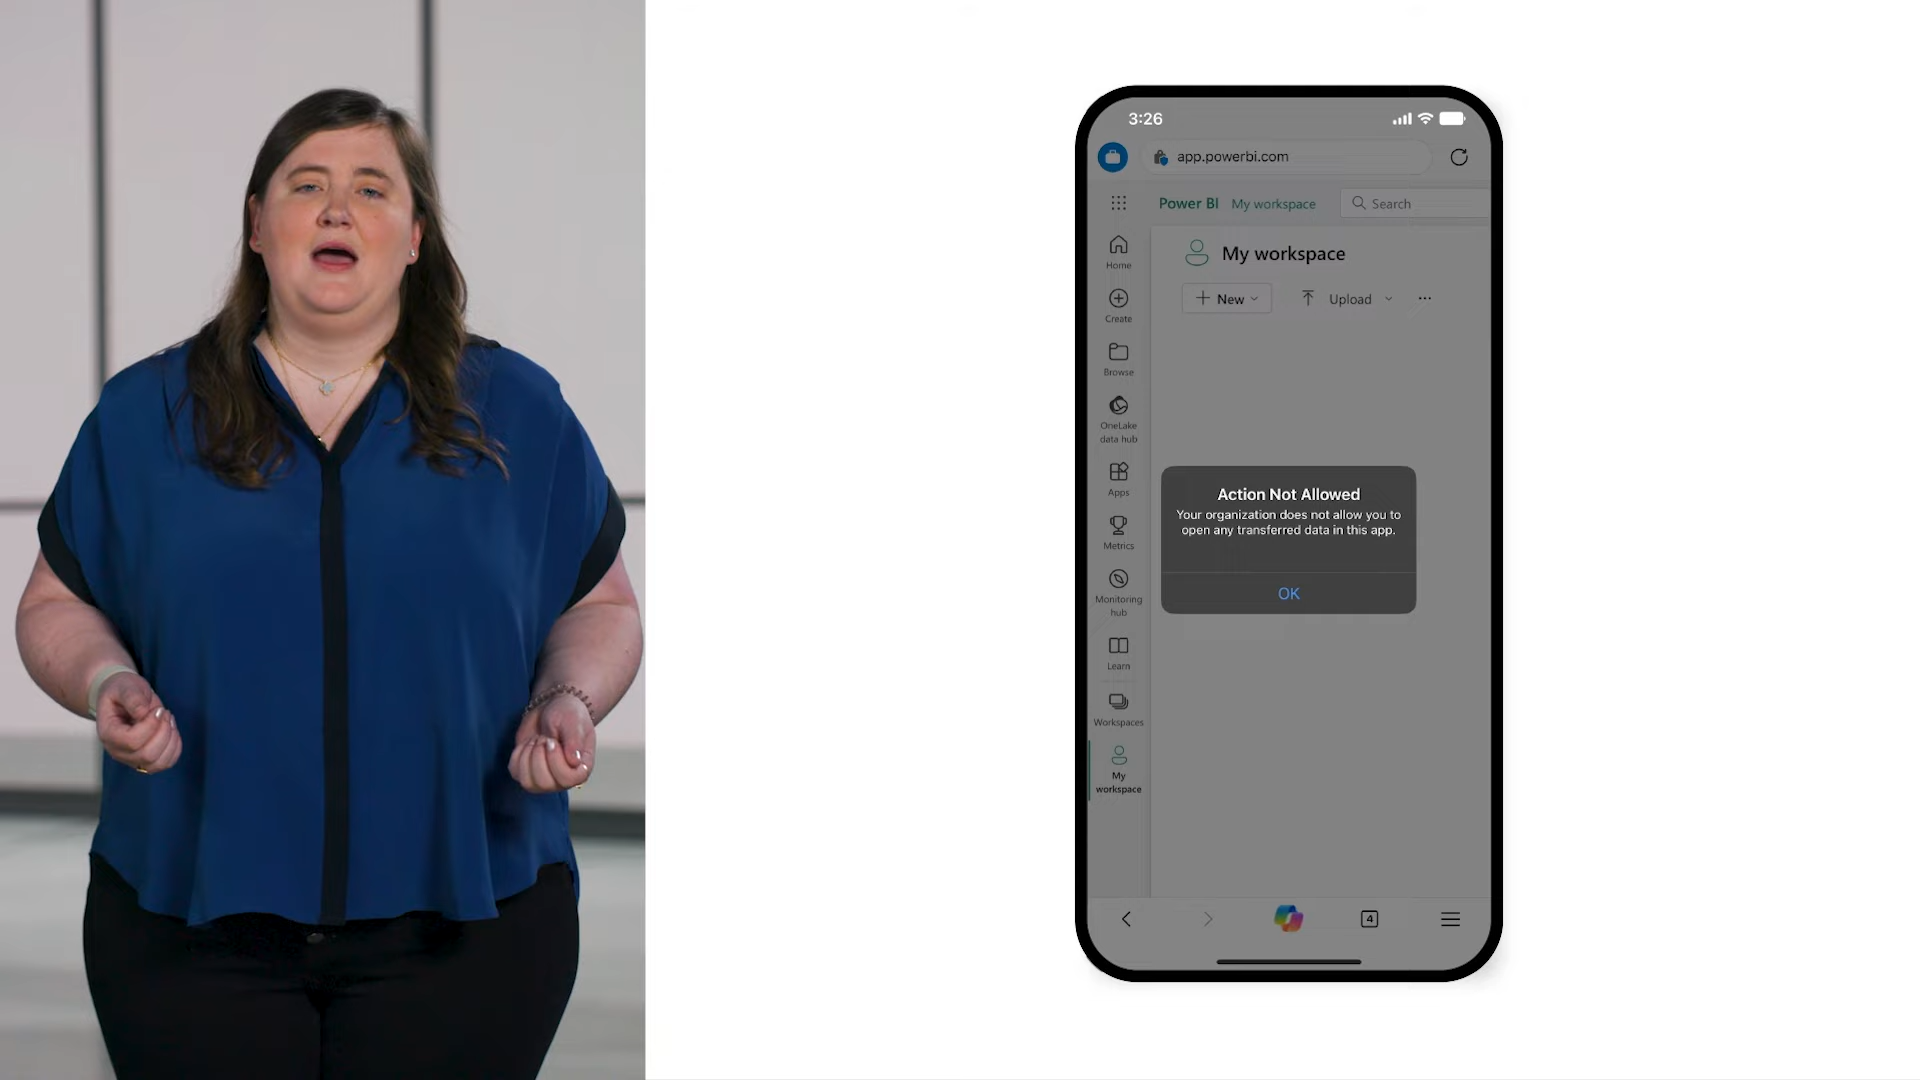 3:26
app.powerbi.com
Power BI My workspace Search
Home
Create
Browse
OneLake
data hub
Apps
Metrics
Monitoring
hub
Learn
Workspaces
My
workspace
My workspace
New Upload ...
Action Not Allowed
Your organization does not allow you to
open any transferred data in this app.
OK
4